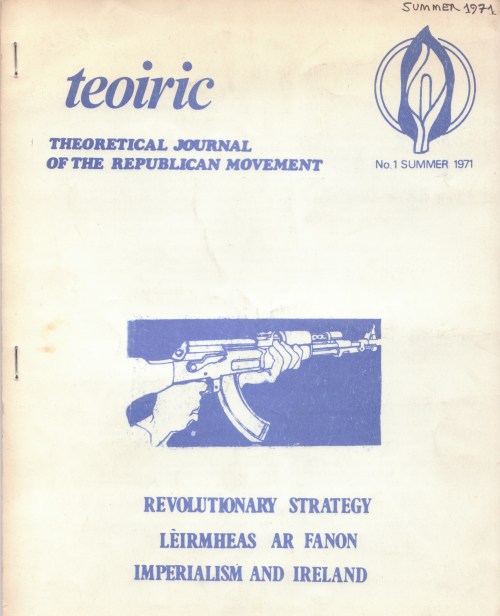 SUMMER 1971
teoiric
THEORETICAL JOURNAL
OF THE REPUBLICAN MOVEMENT
No.1 SUMMER 1971
REVOLUTIONARY STRATEGY
LÈIRMHEAS AR FANON
IMPERIALISM AND IRELAND